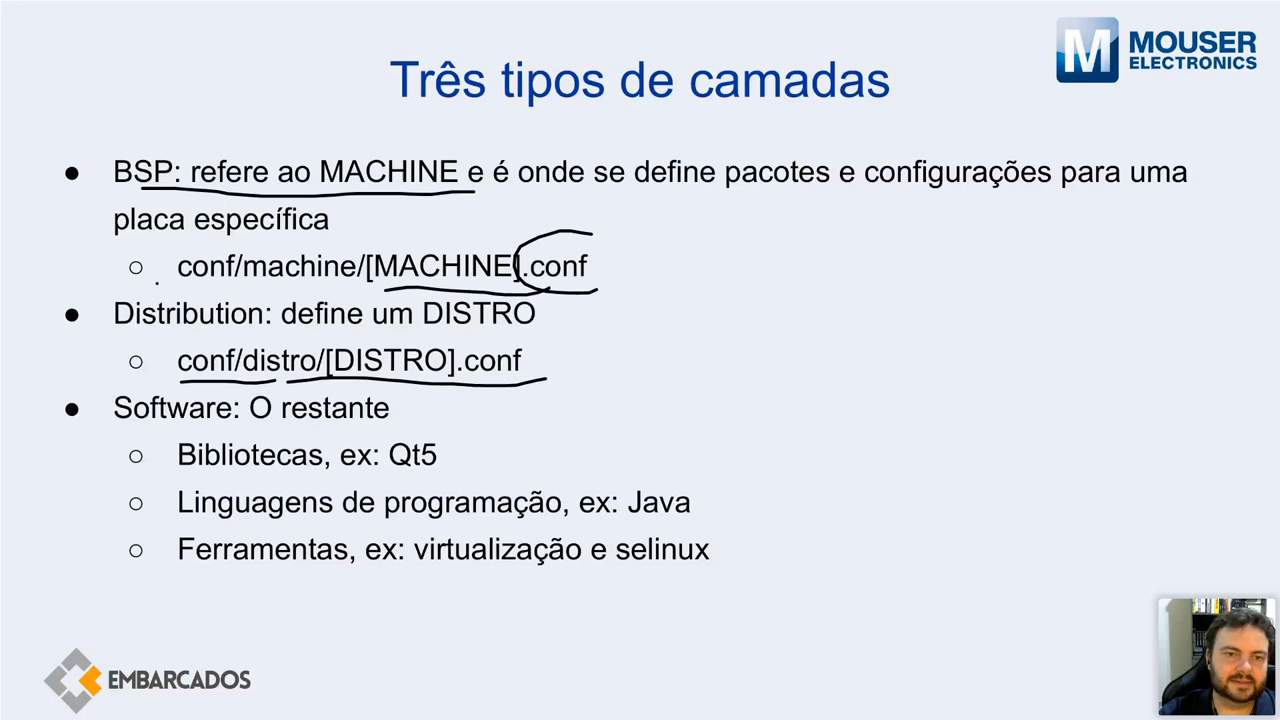 MOUSER
ELECTRONICS
Três tipos de camadas
● BSP: refere ao MACHINE e é onde se define pacotes e configurações para uma
placa específica
○ conf/machine/[MACHINE].conf
● Distribution: define um DISTRO
○ conf/distro/[DISTRO].conf
● Software: O restante
○ Bibliotecas, ex: Qt5
○ Linguagens de programação, ex: Java
○ Ferramentas, ex: virtualização e selinux
EMBARCADOS